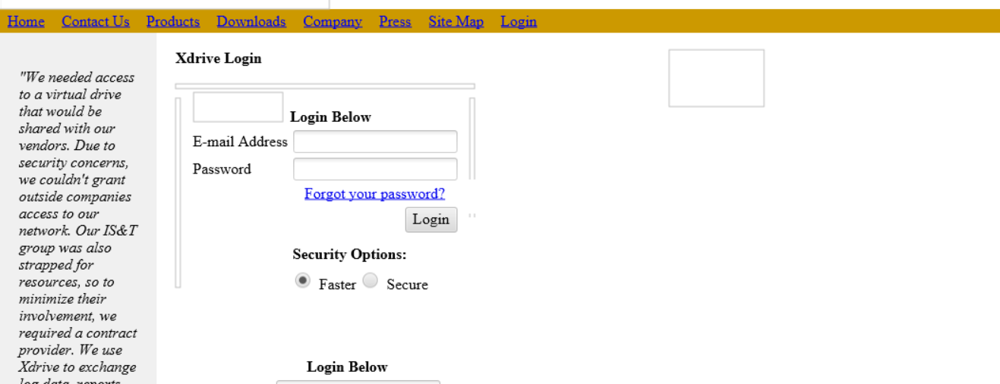 Home Contact Us Products Downloads Company Press Site Map Login
"We needed access
to a virtual drive
that would be
shared with our
vendors. Due to
security concerns,
we couldn't grant
outside companies
access to our
network. Our IS&T
group was also
strapped for
resources, so to
minimize their
involvement, we
required a contract
provider. We use
Xdrive to exchange
log data, reports
Xdrive Login
Login Below
E-mail Address
Password
Forgot your password?
Login
Security Options:
Faster Secure
Login Below